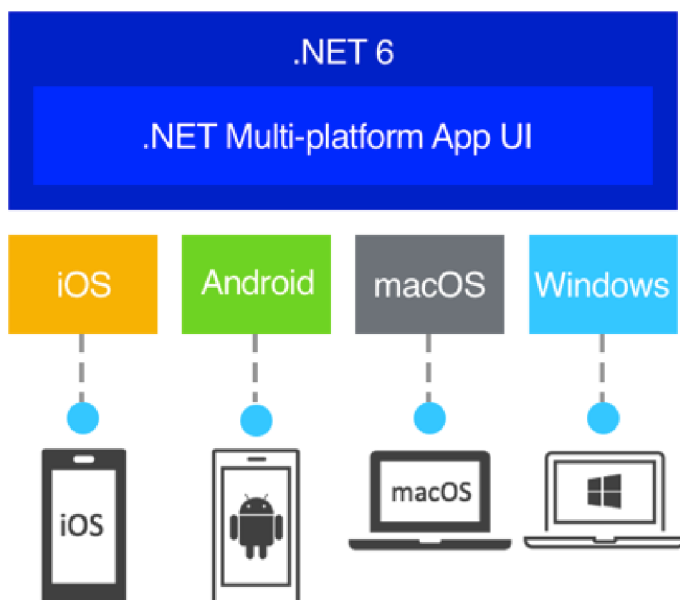 .NET 6
.NET Multi-platform App UI
iOS
Android
macOS
Windows
iOS
macOS